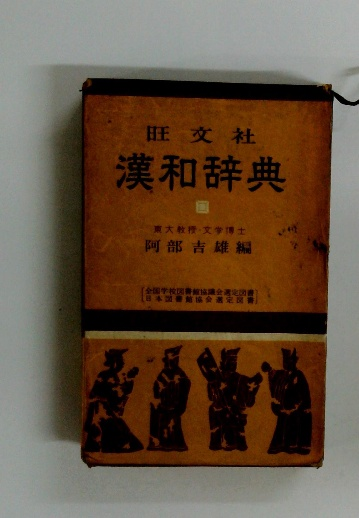 旺文社
漢和辞典
東大教授・文学博士
阿部吉雄編
全国学校図書館協議会選定図書
日本図書館協会選定図書